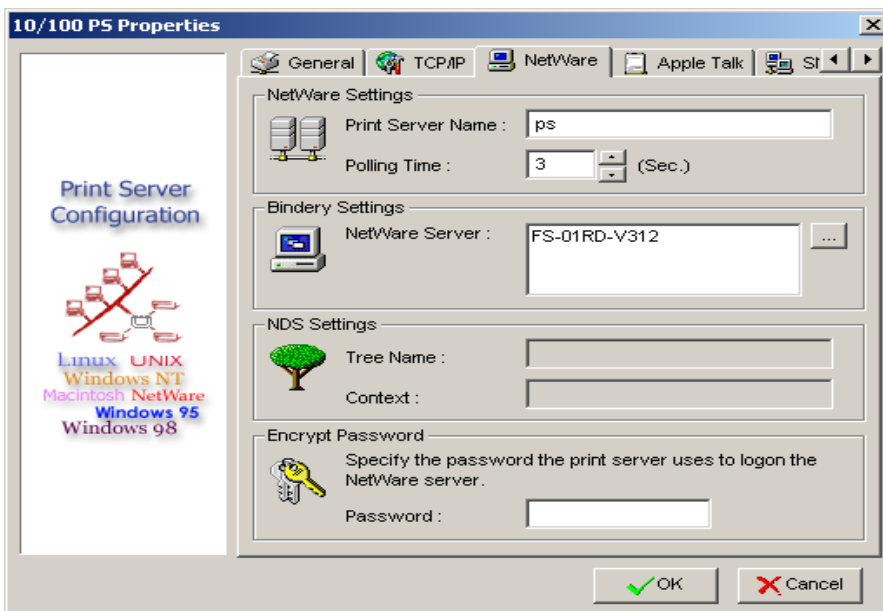 10/100 PS Properties
General
TCP/IP
NetWare
Apple Talk
Print Server
Configuration
Linux UNIX
Windows NT
Macintosh NetWare
Windows 95
Windows 98
NetWare Settings
Print Server Name :
ps
Polling Time :
3
(Sec.)
Bindery Settings
NetWare Server :
FS-01RD-V312
...
NDS Settings
Tree Name :
Context :
Encrypt Password
Specify the password the print server uses to logon the
NetWare server.
Password :
OK
Cancel